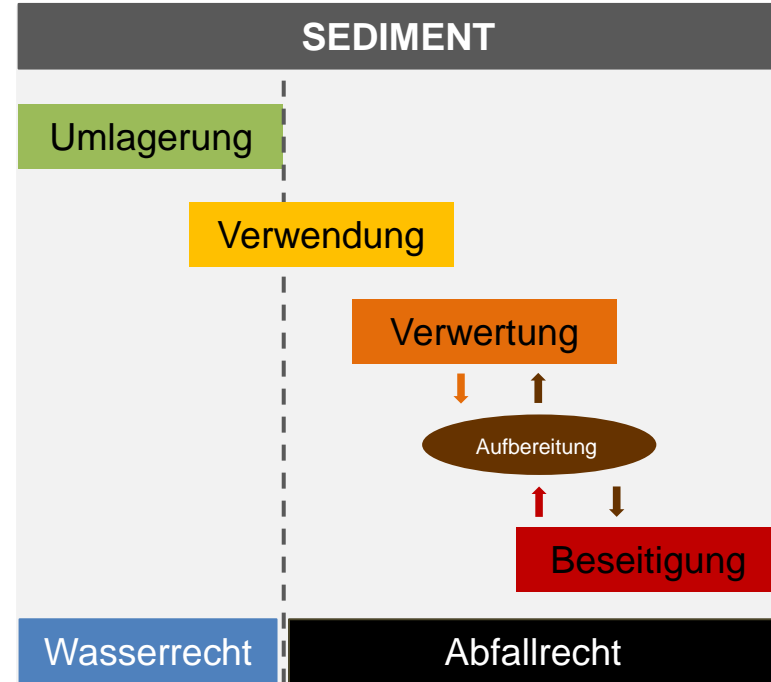 SEDIMENT
Umlagerung
Verwendung
Verwertung
Aufbereitung
Beseitigung
Wasserrecht
Abfallrecht